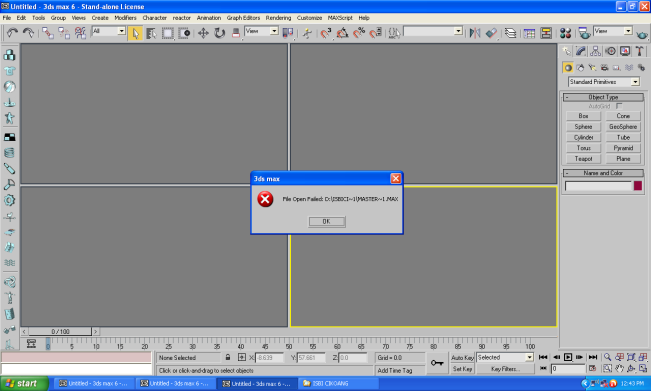 Untitled - 3ds max 6 - Stand-alone License
File Edit Tools Group Views Create Modifiers Character reactor Animation Graph Editors Rendering Customize MAXScript Help
All
View
View
Standard Primitives
- Object Type
AutoGrid
Box Cone
Sphere GeoSphere
Cylinder Tube
Torus Pyramid
Teapot Plane
- Name and Color
3ds max
File Open Failed: D:\ISBICI~1\MASTER~1.MAX
OK
< 0 / 100 >
0 5 10 15 20 25 30 35 40 45 50 55 60 65 70 75 80 85 90 95 100
None Selected X: -8.639 Y: 57.661 Z: 0.0 Grid = 0.0 Auto Key Selected
Click or click-and-drag to select objects Add Time Tag Set Key Key Filters... 0
start Untitled - 3ds max 6 -... Untitled - 3ds max 6 -... Untitled - 3ds max 6 -... ISBI CIKOANG 12:43 PM